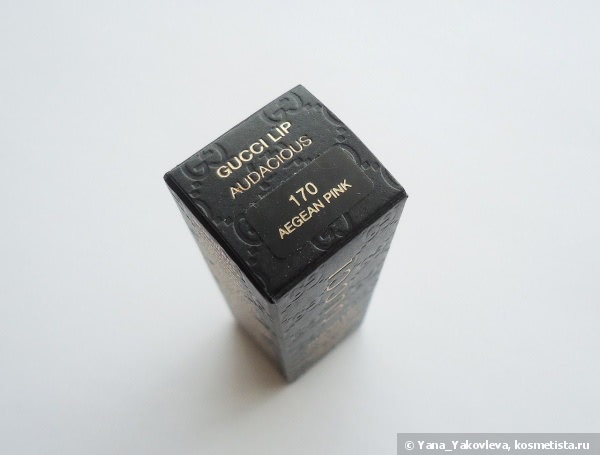 GUCCI LIP
AUDACIOUS
170
AEGEAN PINK
© Yana_Yakovleva, kosmetista.ru